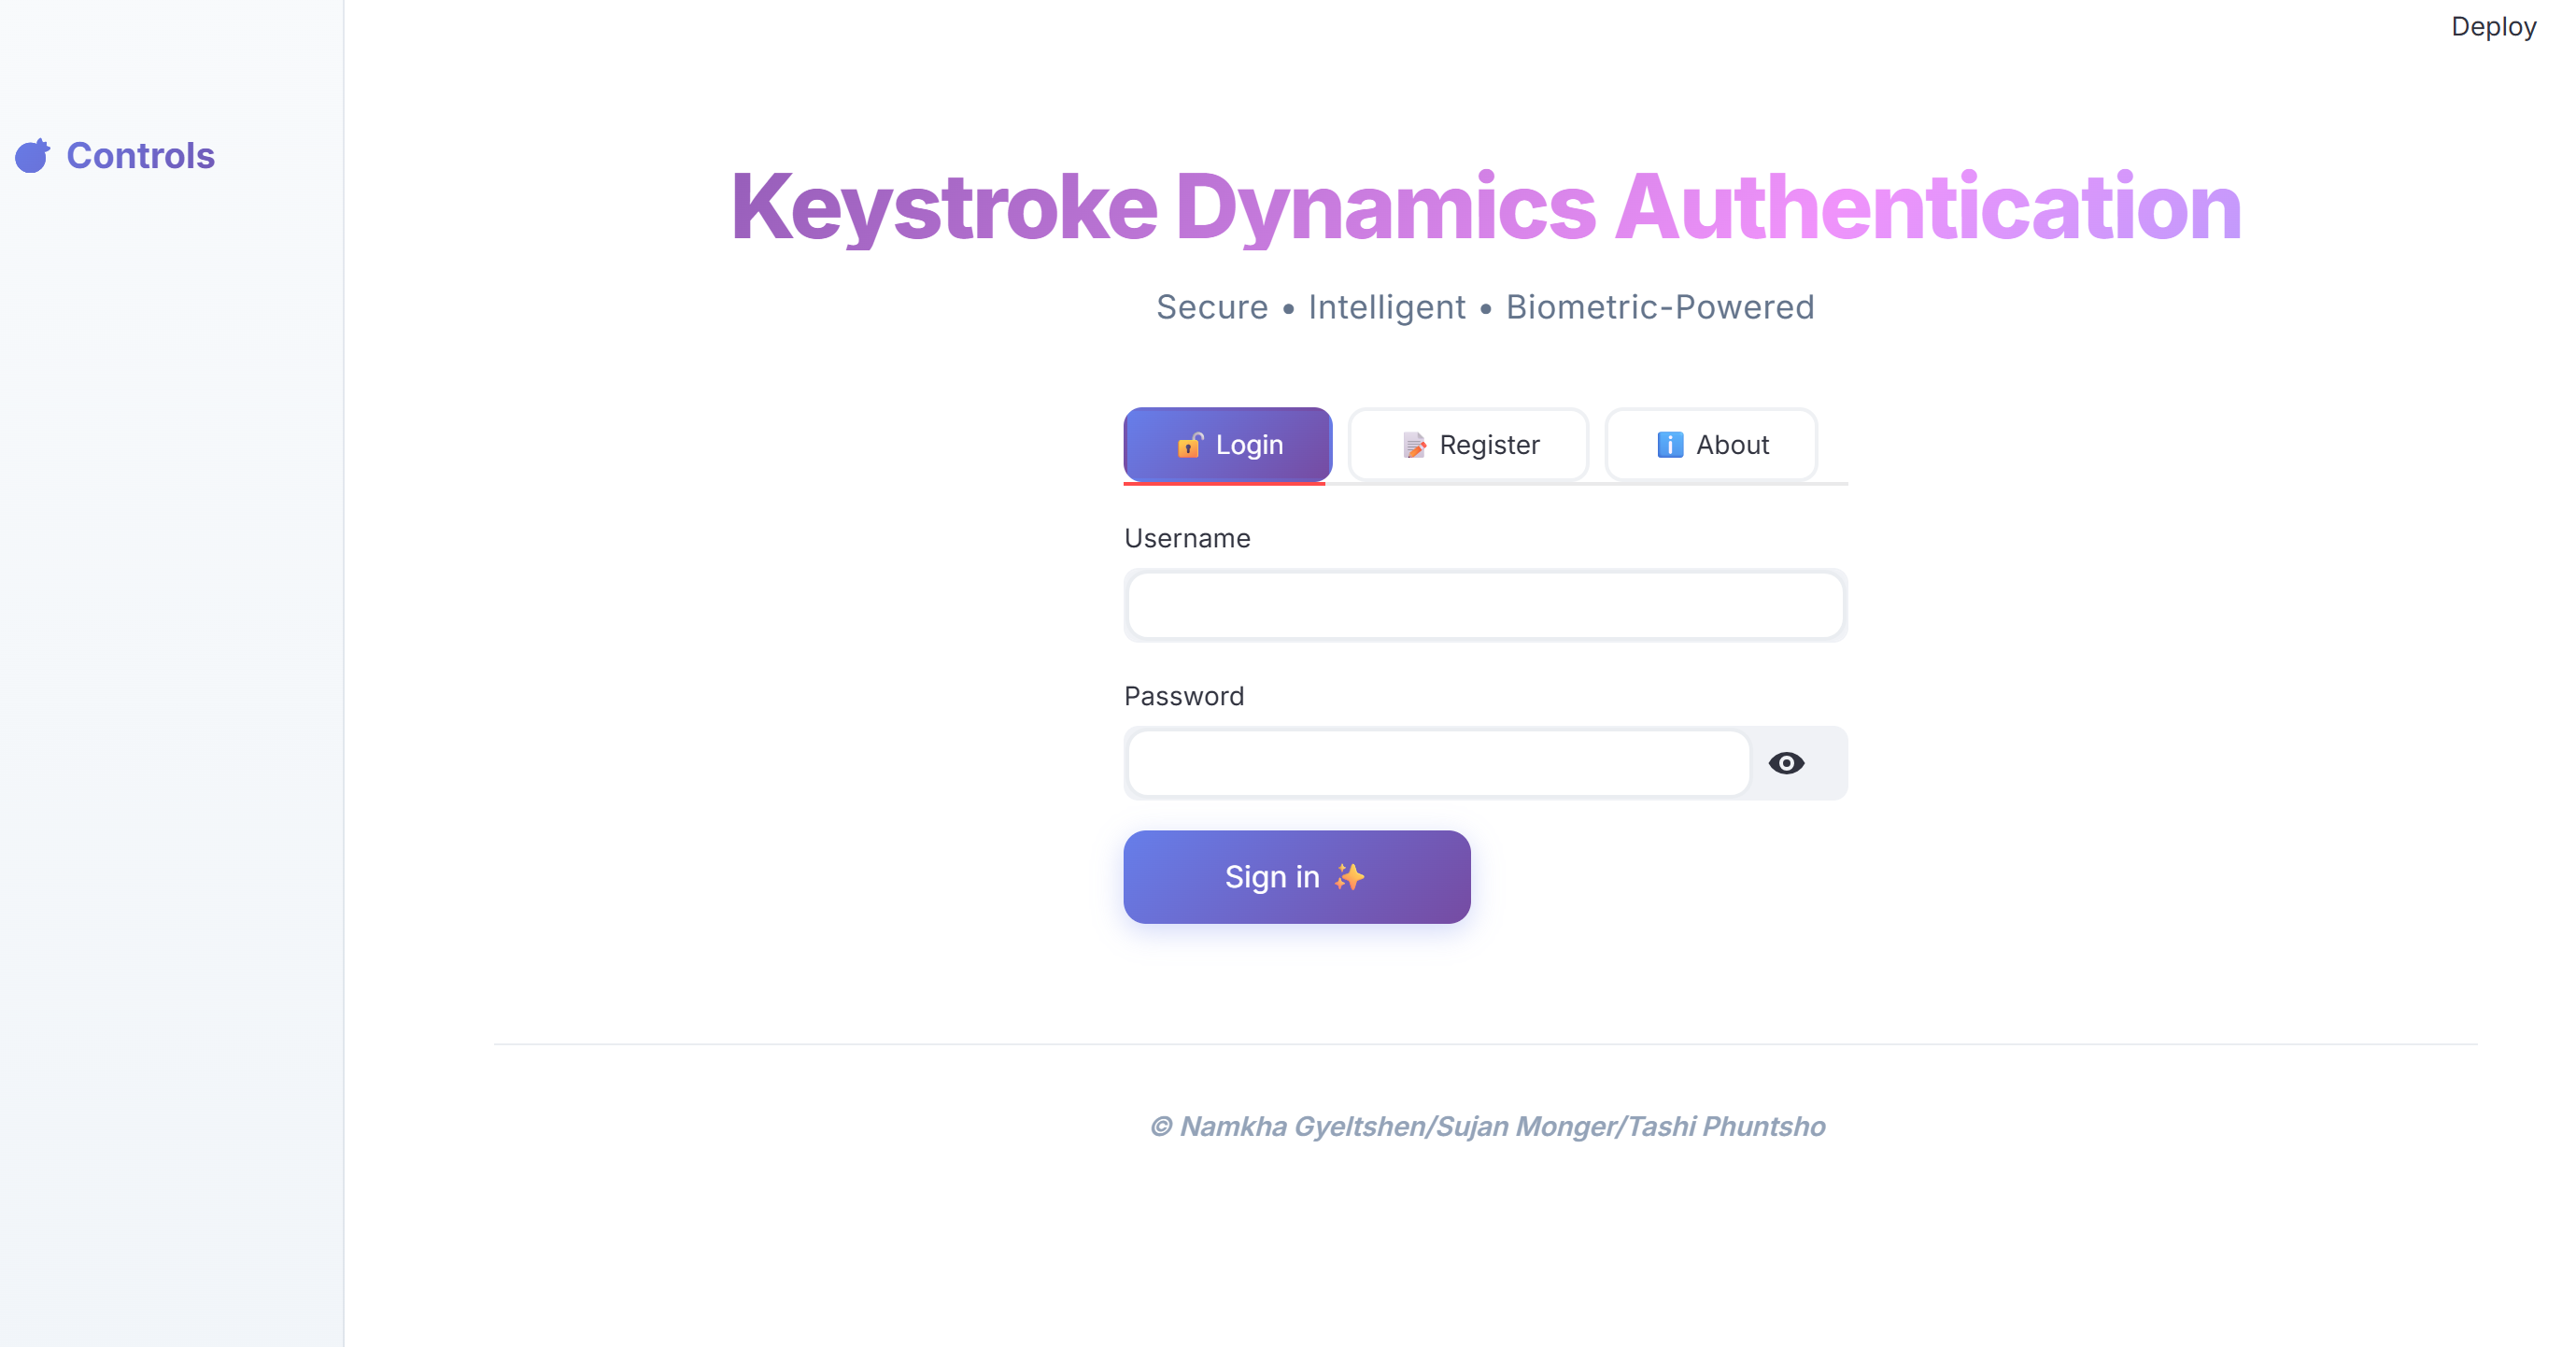 Deploy
Controls
Keystroke Dynamics Authentication
Secure • Intelligent • Biometric-Powered
Login
Register
About
Username
Password
Sign in ✨
© Namkha Gyeltshen/Sujan Monger/Tashi Phuntsho